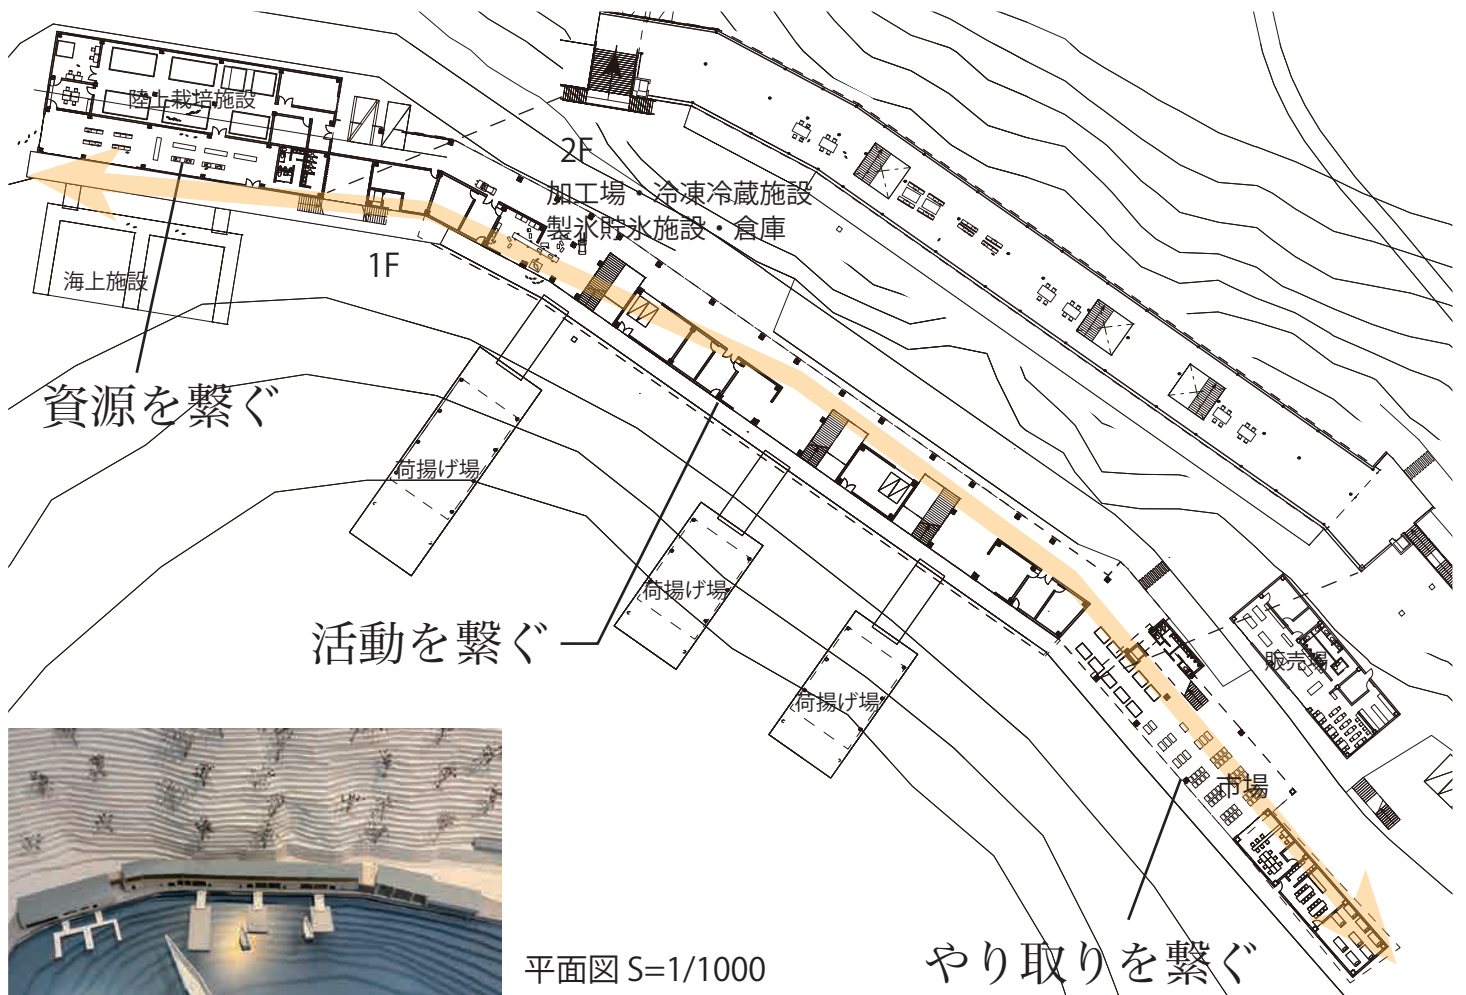 陸上栽培施設
2F
加工場・冷凍冷蔵施設
製氷貯氷施設・倉庫
1F
海上施設
資源を繋ぐ
荷揚げ場
荷揚げ場
活動を繋ぐ
販売場
荷揚げ場
市場
やり取りを繋ぐ
平面図 S=1/1000